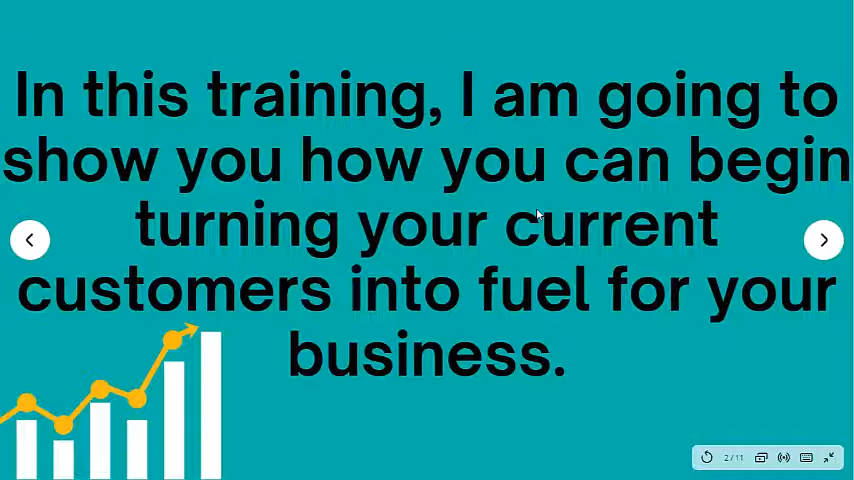 In this training, I am going to
show you how you can begin
turning your current
customers into fuel for your
business.
2 / 11